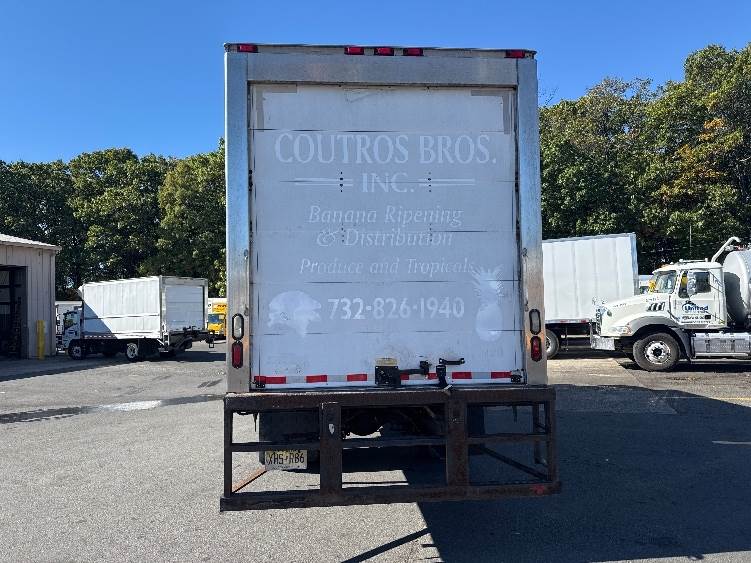 COUTROS BROS.
INC.
Banana Ripening
& Distribution
Produce and Tropicals
732-826-1940
United